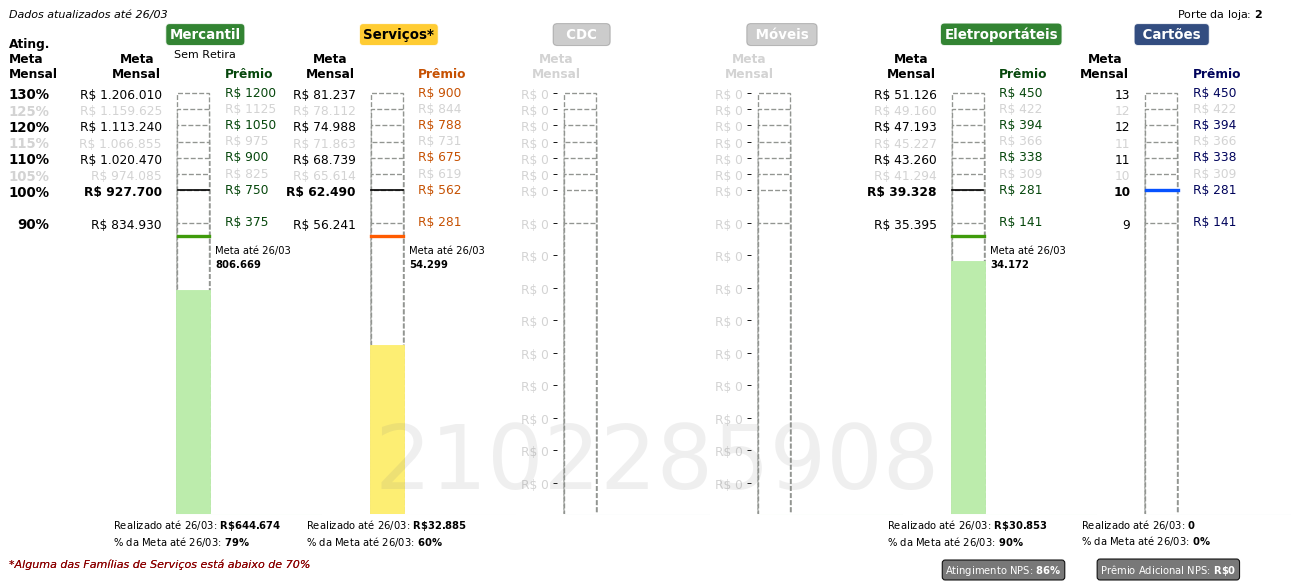 Dados atualizados até 26/03
Porte da loja: 2
Mercantil Serviços* CDC Móveis Eletroportáteis Cartões
Sem Retira
Ating. Meta Mensal
Meta Mensal Prêmio Meta Mensal Prêmio Meta Mensal Meta Mensal Meta Mensal Prêmio Meta Mensal Prêmio
130% R$ 1.206.010 R$ 1200 R$ 81.237 R$ 900 R$ 0 R$ 0 R$ 51.126 R$ 450 13 R$ 450
125% R$ 1.159.625 R$ 1125 R$ 78.112 R$ 844 R$ 0 R$ 0 R$ 49.160 R$ 422 12 R$ 422
120% R$ 1.113.240 R$ 1050 R$ 74.988 R$ 788 R$ 0 R$ 0 R$ 47.193 R$ 394 12 R$ 394
115% R$ 1.066.855 R$ 975 R$ 71.863 R$ 731 R$ 0 R$ 0 R$ 45.227 R$ 366 11 R$ 366
110% R$ 1.020.470 R$ 900 R$ 68.739 R$ 675 R$ 0 R$ 0 R$ 43.260 R$ 338 11 R$ 338
105% R$ 974.085 R$ 825 R$ 65.614 R$ 619 R$ 0 R$ 0 R$ 41.294 R$ 309 10 R$ 309
100% R$ 927.700 R$ 750 R$ 62.490 R$ 562 R$ 0 R$ 0 R$ 39.328 R$ 281 10 R$ 281
90% R$ 834.930 R$ 375 R$ 56.241 R$ 281 R$ 0 R$ 0 R$ 35.395 R$ 141 9 R$ 141
Meta até 26/03 Meta até 26/03 Meta até 26/03
806.669 54.299 34.172
R$ 0 R$ 0
R$ 0 R$ 0
R$ 0 R$ 0
R$ 0 R$ 0
R$ 0 R$ 0
R$ 0 R$ 0
R$ 0 R$ 0
R$ 0 R$ 0
2102285908
Realizado até 26/03: R$644.674 Realizado até 26/03: R$32.885 Realizado até 26/03: R$30.853 Realizado até 26/03: 0
% da Meta até 26/03: 79% % da Meta até 26/03: 60% % da Meta até 26/03: 90% % da Meta até 26/03: 0%
*Alguma das Famílias de Serviços está abaixo de 70%
Atingimento NPS: 86% Prêmio Adicional NPS: R$0